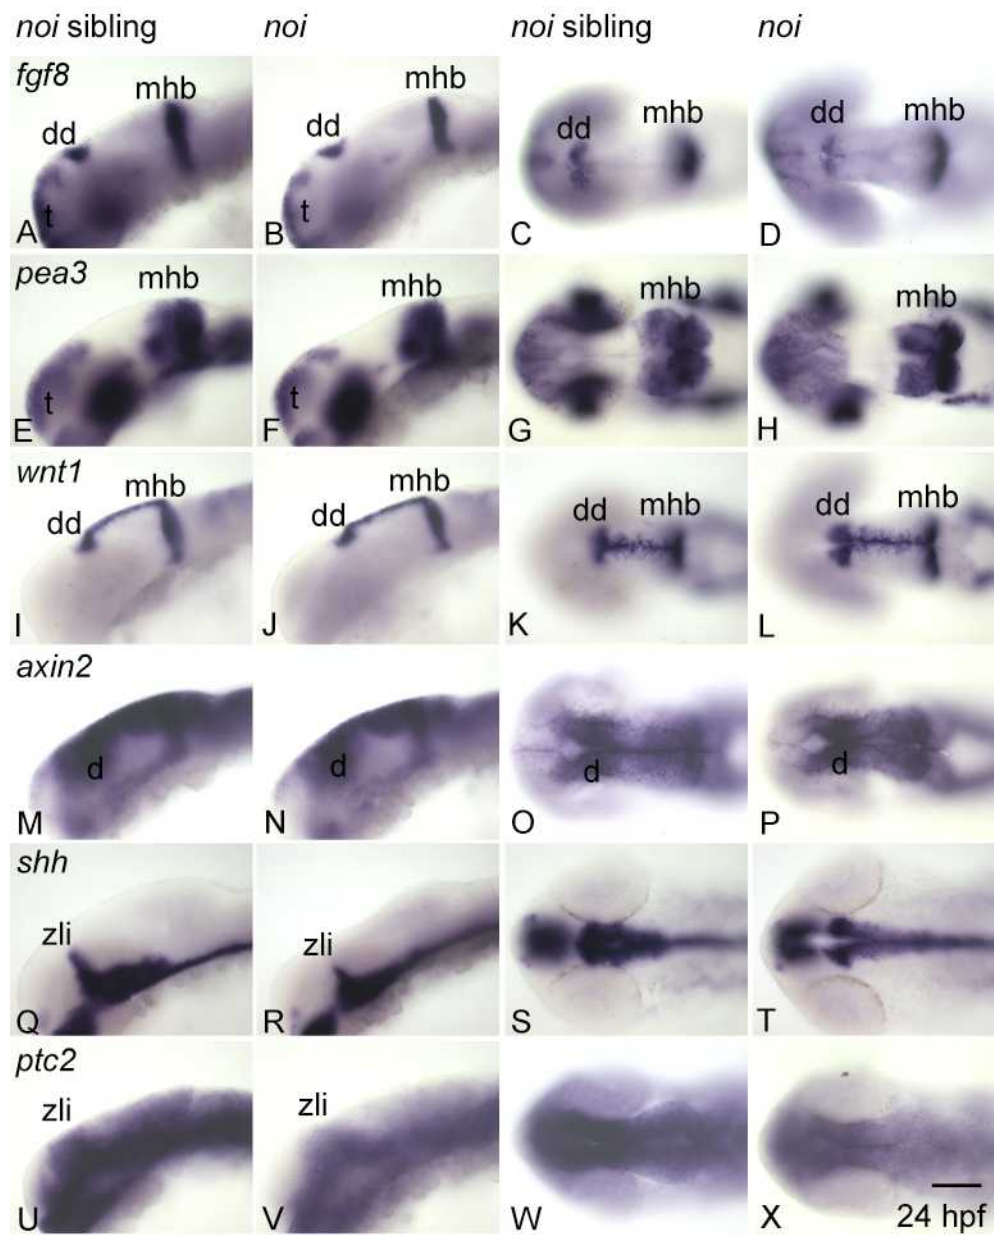 noi sibling noi noi sibling noi
fgf8
mhb mhb
dd dd dd mhb dd mhb
t t
A B C D
pea3
mhb mhb mhb mhb
t t
E F G H
wnt1
mhb mhb
dd dd dd mhb dd mhb
I J K L
axin2
d d d d
M N O P
shh
zli zli
Q R S T
ptc2
zli zli
U V W X 24 hpf